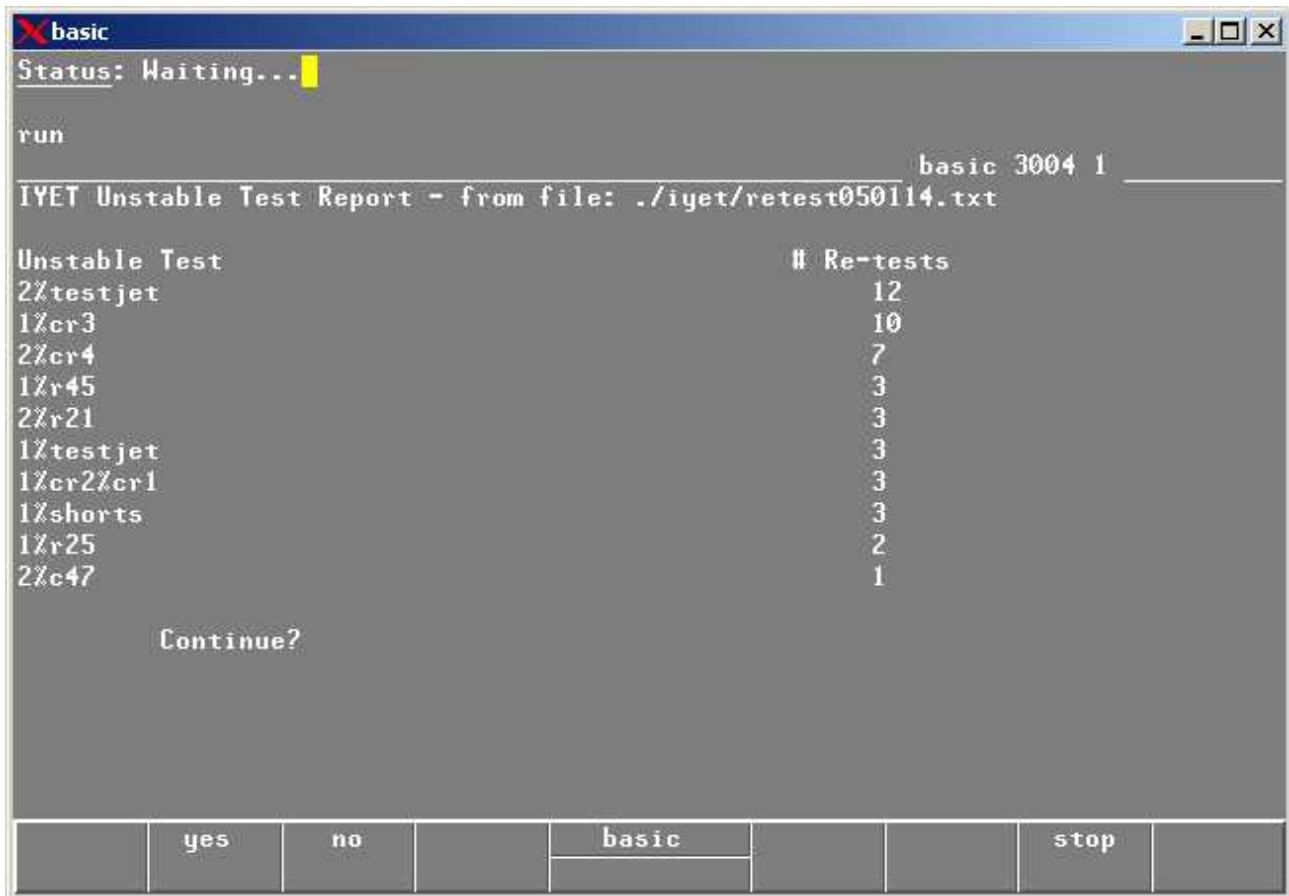 basic
Status: Waiting...
run
basic 3004 1
IYET Unstable Test Report - from file: ./iyet/retest050114.txt
Unstable Test # Re-tests
2%testjet 12
1%cr3 10
2%cr4 7
1%r45 3
2%r21 3
1%testjet 3
1%cr2%cr1 3
1%shorts 3
1%r25 2
2%c47 1
Continue?
yes no basic stop